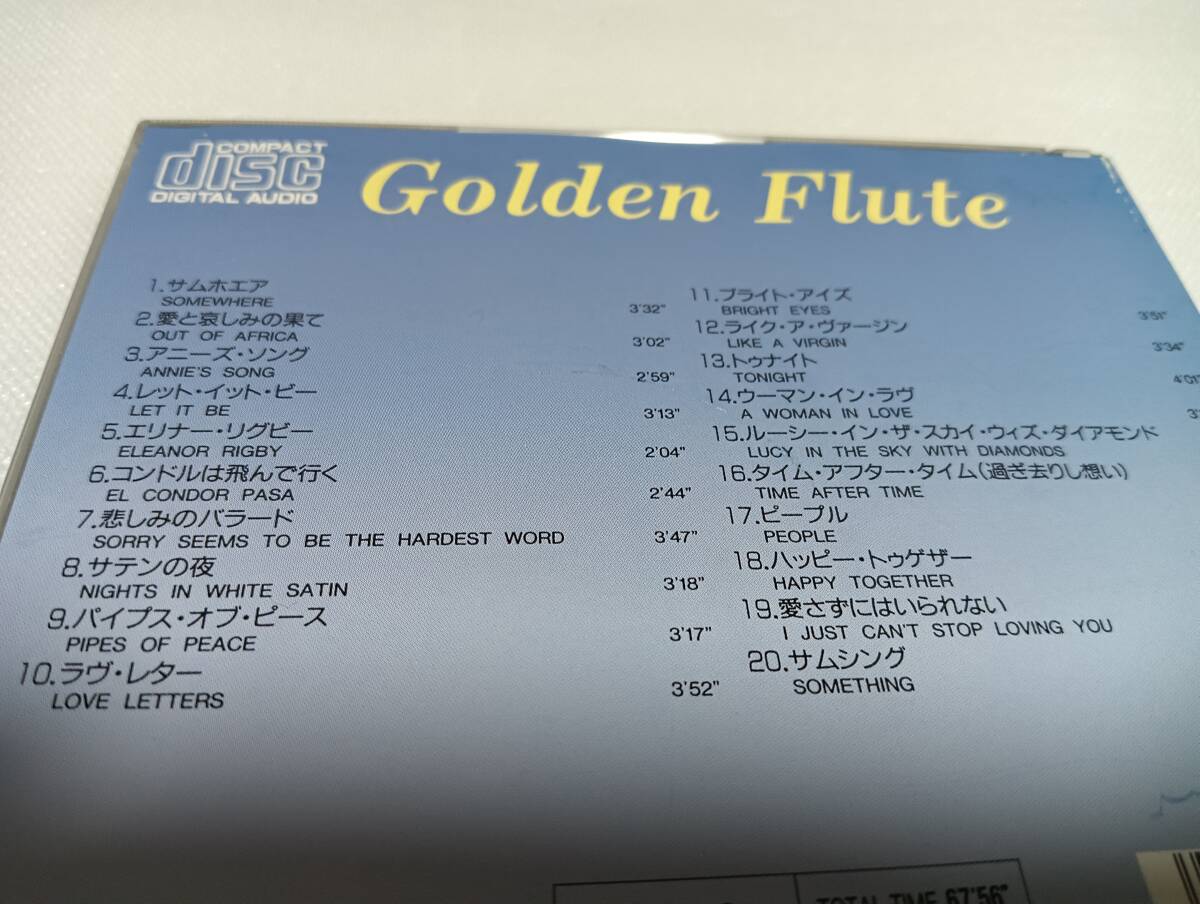 COMPACT
disc
DIGITAL AUDIO
Golden Flute
1.サムホエア
SOMEWHERE 3'32"
2.愛と哀しみの果て
OUT OF AFRICA 3'02"
3.アニーズ・ソング
ANNIE'S SONG 2'59"
4.レット・イット・ビー
LET IT BE 3'13"
5.エリナー・リグビー
ELEANOR RIGBY 2'04"
6.コンドルは飛んで行く
EL CONDOR PASA 2'44"
7.悲しみのバラード
SORRY SEEMS TO BE THE HARDEST WORD 3'47"
8.サテンの夜
NIGHTS IN WHITE SATIN 3'18"
9.パイプス・オブ・ピース
PIPES OF PEACE 3'17"
10.ラヴ・レター
LOVE LETTERS 3'52"
11.ブライト・アイズ
BRIGHT EYES 3'51"
12.ライク・ア・ヴァージン
LIKE A VIRGIN 3'34"
13.トゥナイト
TONIGHT 4'01"
14.ウーマン・イン・ラヴ
A WOMAN IN LOVE
15.ルーシー・イン・ザ・スカイ・ウィズ・ダイアモンド
LUCY IN THE SKY WITH DIAMONDS
16.タイム・アフター・タイム(過ぎ去りし想い)
TIME AFTER TIME
17.ピープル
PEOPLE
18.ハッピー・トゥゲザー
HAPPY TOGETHER
19.愛さずにはいられない
I JUST CAN'T STOP LOVING YOU
20.サムシング
SOMETHING
TOTAL TIME 67'56"